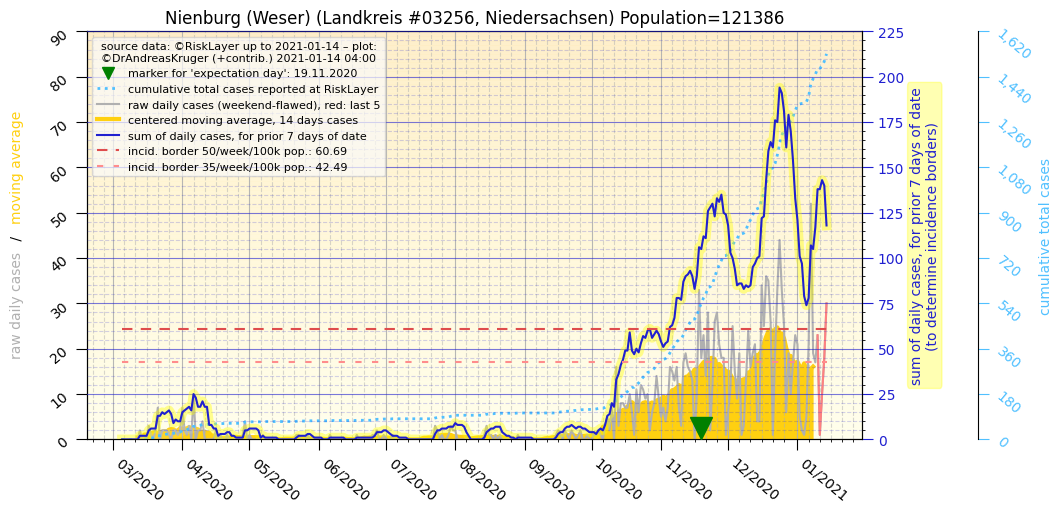 Nienburg (Weser) (Landkreis #03256, Niedersachsen) Population=121386
source data: ©RiskLayer up to 2021-01-14 – plot:
©DrAndreasKruger (+contrib.) 2021-01-14 04:00
marker for 'expectation day': 19.11.2020
cumulative total cases reported at RiskLayer
raw daily cases (weekend-flawed), red: last 5
centered moving average, 14 days cases
sum of daily cases, for prior 7 days of date
incid. border 50/week/100k pop.: 60.69
incid. border 35/week/100k pop.: 42.49
raw daily cases / moving average
90
80
70
60
50
40
30
20
10
0
225
200
175
150
125
100
75
50
25
0
sum of daily cases, for prior 7 days of date
(to determine incidence borders)
1,620
1,440
1,260
1,080
900
720
540
360
180
0
cumulative total cases
03/2020
04/2020
05/2020
06/2020
07/2020
08/2020
09/2020
10/2020
11/2020
12/2020
01/2021